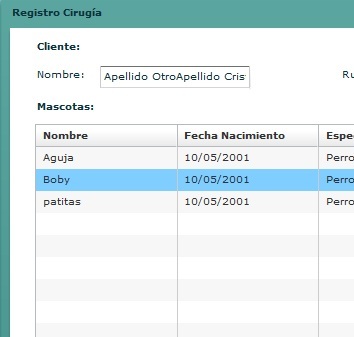 Registro Cirugía
Cliente:
Nombre: Apellido OtroApellido Cris Ru
Mascotas:
Nombre Fecha Nacimiento Espe
Aguja 10/05/2001 Perro
Boby 10/05/2001 Perro
patitas 10/05/2001 Perro